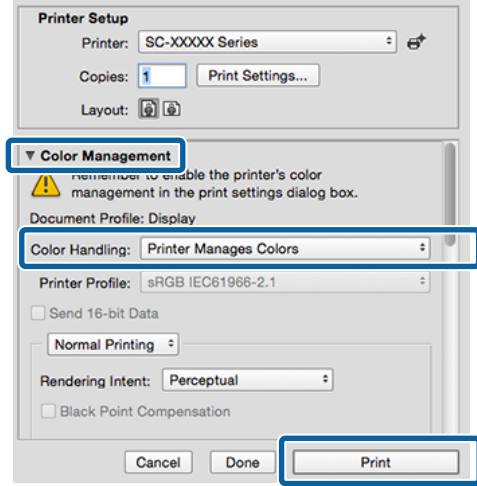 Printer Setup
Printer: SC-XXXXX Series
Copies: 1 Print Settings...
Layout:
▼ Color Management
Remember to enable the printer's color
management in the print settings dialog box.
Document Profile: Display
Color Handling: Printer Manages Colors
Printer Profile: sRGB IEC61966-2.1
Send 16-bit Data
Normal Printing
Rendering Intent: Perceptual
Black Point Compensation
Cancel Done Print